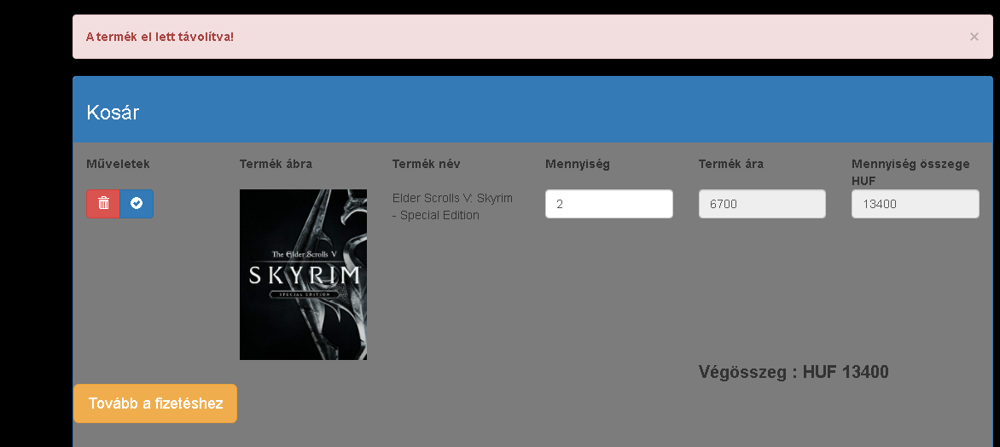 A termék el lett távolítva!
×
Kosár
Műveletek
Termék ábra
Termék név
Mennyiség
Termék ára
Mennyiség összege
HUF
The Elder Scrolls V
SKYRIM
SPECIAL EDITION
Elder Scrolls V: Skyrim
- Special Edition
2
6700
13400
Végösszeg : HUF 13400
Tovább a fizetéshez